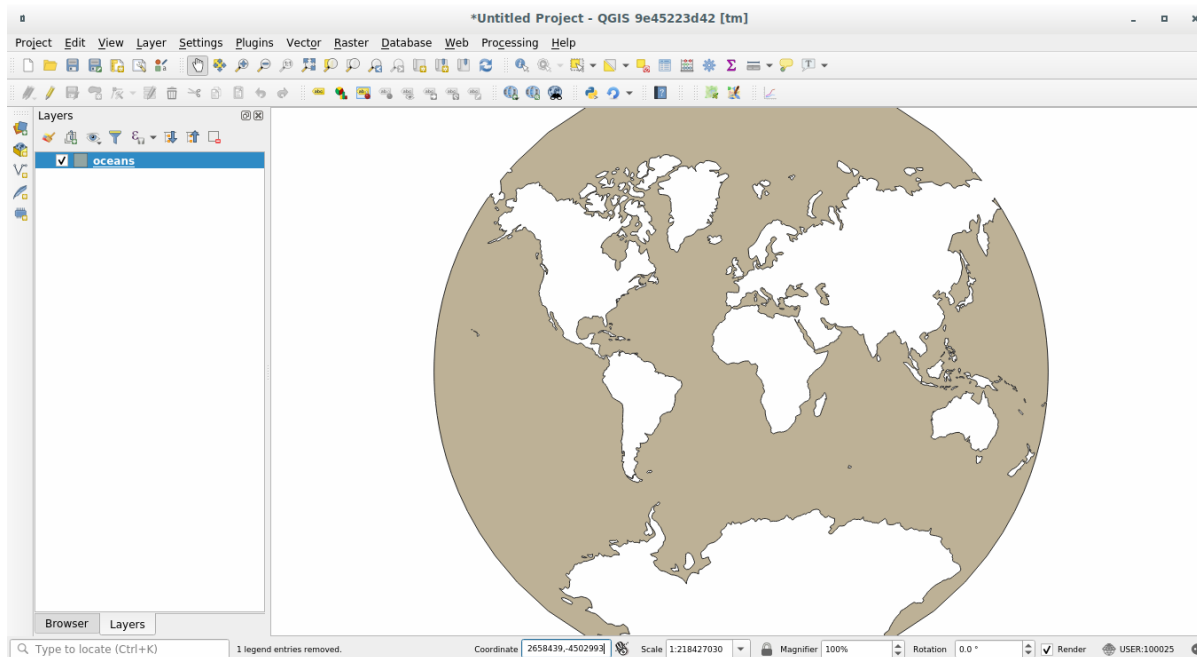 *Untitled Project - QGIS 9e45223d42 [tm]
Project Edit View Layer Settings Plugins Vector Raster Database Web Processing Help
Layers
oceans
Browser Layers
Type to locate (Ctrl+K) 1 legend entries removed. Coordinate 2658439,-4502993 Scale 1:218427030 Magnifier 100% Rotation 0.0 ° Render USER:100025